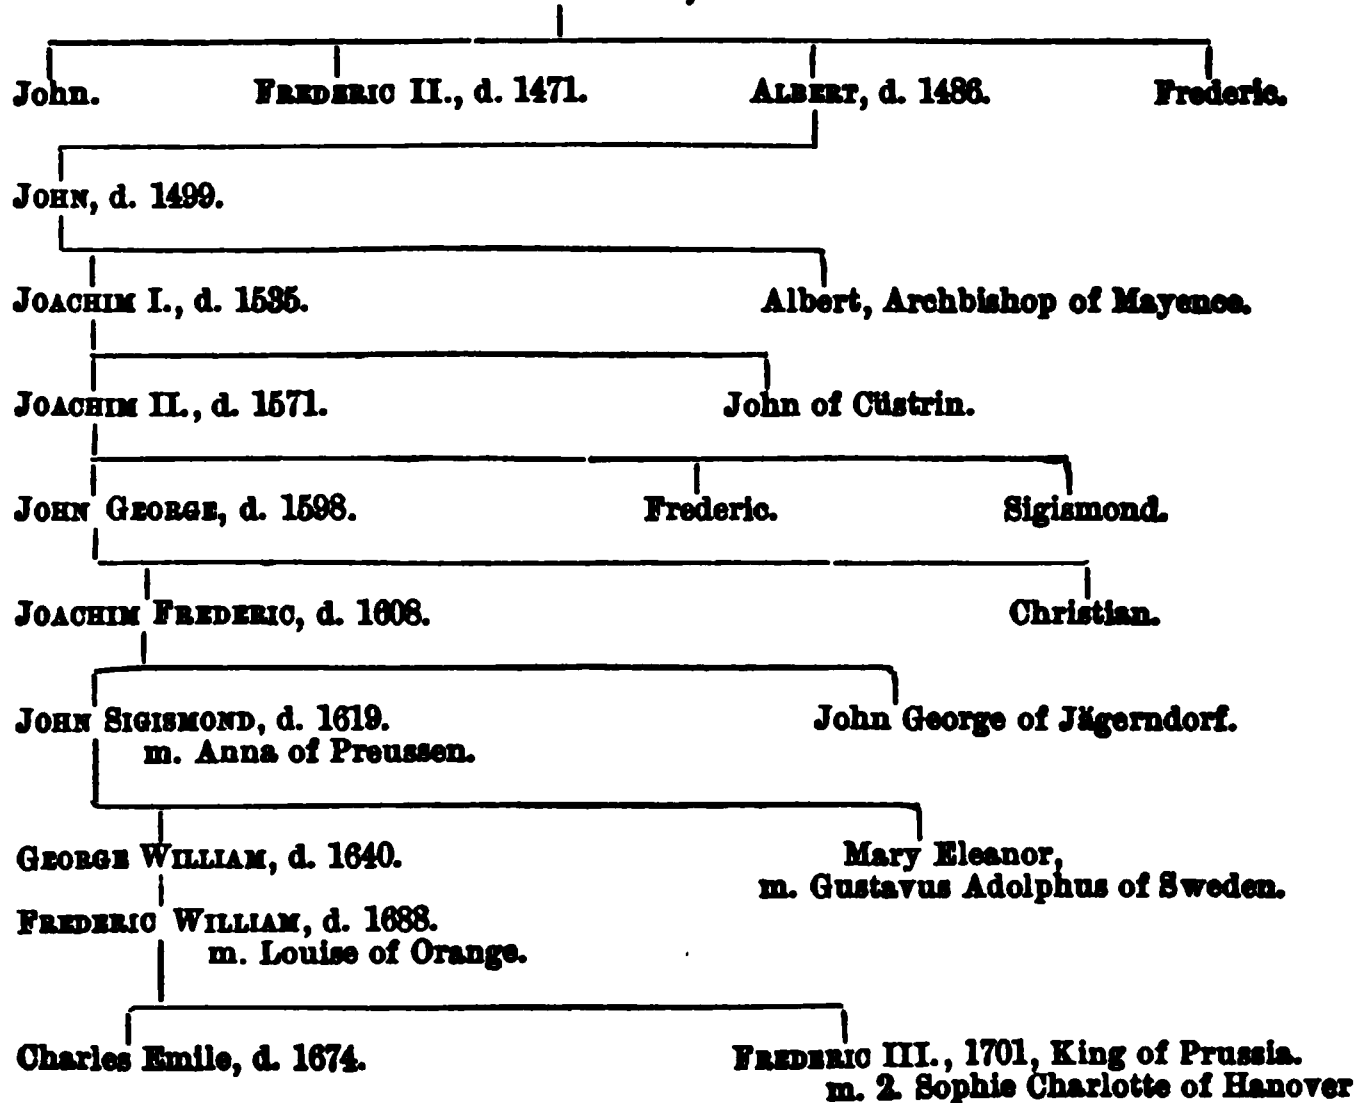 John. FREDERIC II., d. 1471. ALBERT, d. 1486. Frederic.
JOHN, d. 1499.
JOACHIM I., d. 1535. Albert, Archbishop of Mayence.
JOACHIM II., d. 1571. John of Cüstrin.
JOHN GEORGE, d. 1598. Frederic. Sigismond.
JOACHIM FREDERIC, d. 1608. Christian.
JOHN SIGISMOND, d. 1619. John George of Jägerndorf.
m. Anna of Preussen.
GEORGE WILLIAM, d. 1640. Mary Eleanor,
m. Gustavus Adolphus of Sweden.
FREDERIC WILLIAM, d. 1688.
m. Louise of Orange.
Charles Emile, d. 1674. FREDERIC III., 1701, King of Prussia.
m. 2. Sophie Charlotte of Hanover